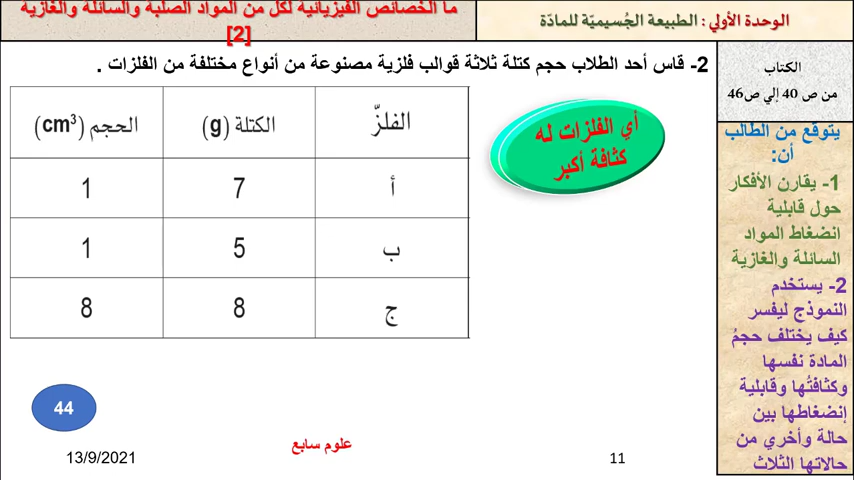 ما الخصائص الفيزيائية لكل من المواد الصلبة والسائلة والغازية
[2]
الوحدة الأولي : الطبيعة الجُسيميّة للمادّة
الكتاب
من ص 40 إلي ص46
2- قاس أحد الطلاب حجم كتلة ثلاثة قوالب فلزية مصنوعة من أنواع مختلفة من الفلزات .
أي الفلزات له
كثافة أكبر
الفلزّ الكتلة (g) الحجم (cm³)
أ 7 1
ب 5 1
ج 8 8
يتوقع من الطالب
أن:
1- يقارن الأفكار
حول قابلية
انضغاط المواد
السائلة والغازية
2- يستخدم
النموذج ليفسر
كيف يختلف حجمُ
المادة نفسها
وكثافتُها وقابلية
إنضغاطها بين
حالة وأخري من
حالاتها الثلاث
44
علوم سابع
13/9/2021
11